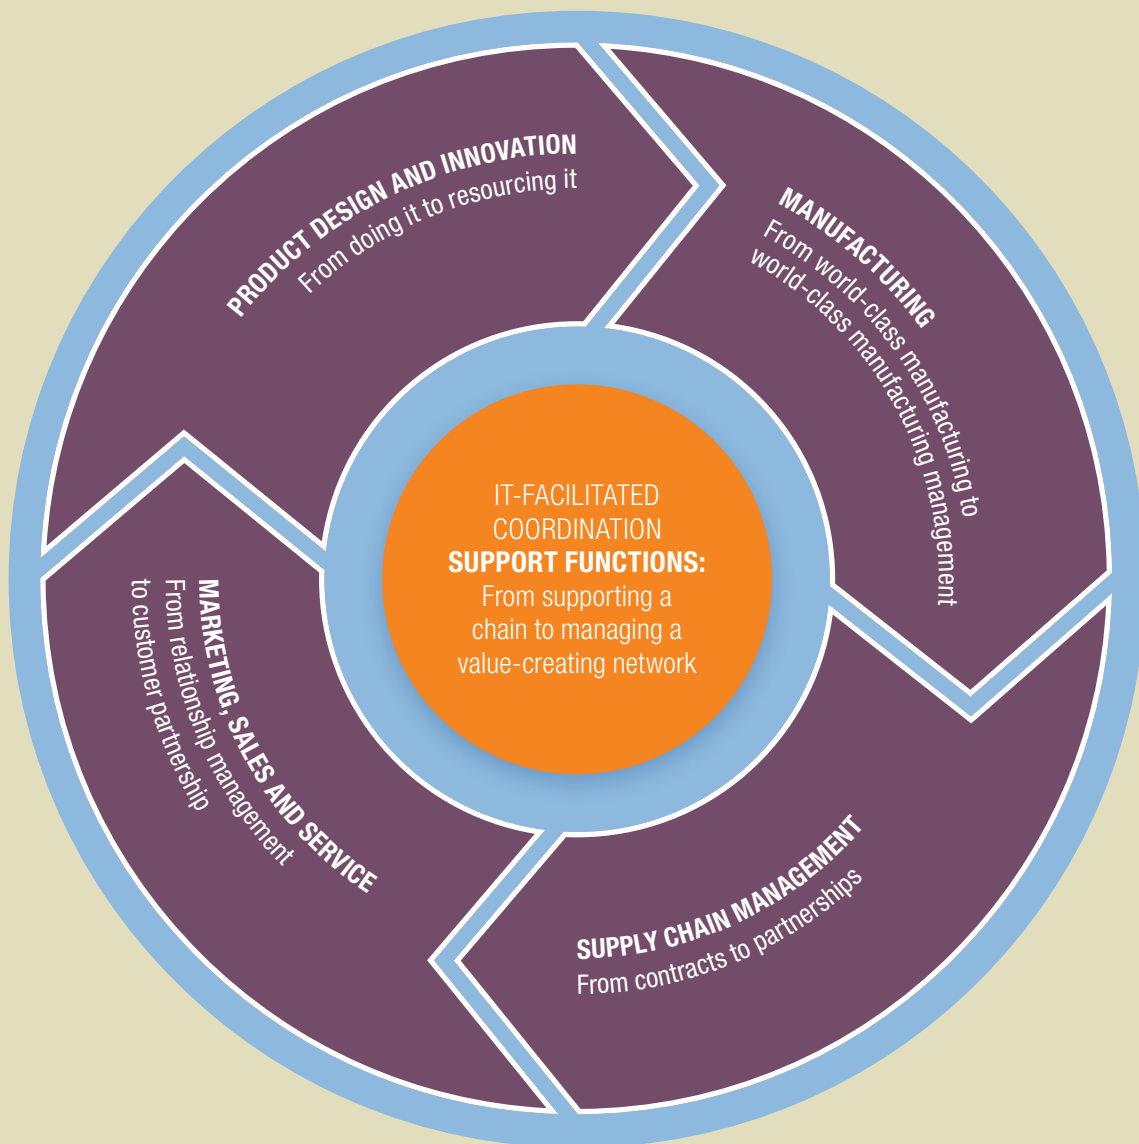 PRODUCT DESIGN AND INNOVATION
From doing it to resourcing it
MANUFACTURING
From world-class manufacturing to
world-class manufacturing management
IT-FACILITATED
COORDINATION
SUPPORT FUNCTIONS:
From supporting a
chain to managing a
value-creating network
SUPPLY CHAIN MANAGEMENT
From contracts to partnerships
MARKETING, SALES AND SERVICE
From relationship management
to customer partnership